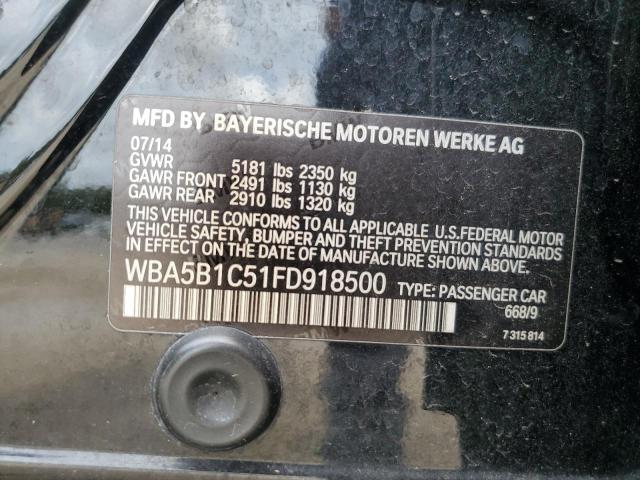 MFD BY BAYERISCHE MOTOREN WERKE AG
07/14
GVWR 5181 lbs 2350 kg
GAWR FRONT 2491 lbs 1130 kg
GAWR REAR 2910 lbs 1320 kg
THIS VEHICLE CONFORMS TO ALL APPLICABLE U.S.FEDERAL MOTOR
VEHICLE SAFETY, BUMPER AND THEFT PREVENTION STANDARDS
IN EFFECT ON THE DATE OF MANUFACTURE SHOWN ABOVE.
WBA5B1C51FD918500 TYPE: PASSENGER CAR
668/9
7 315 814